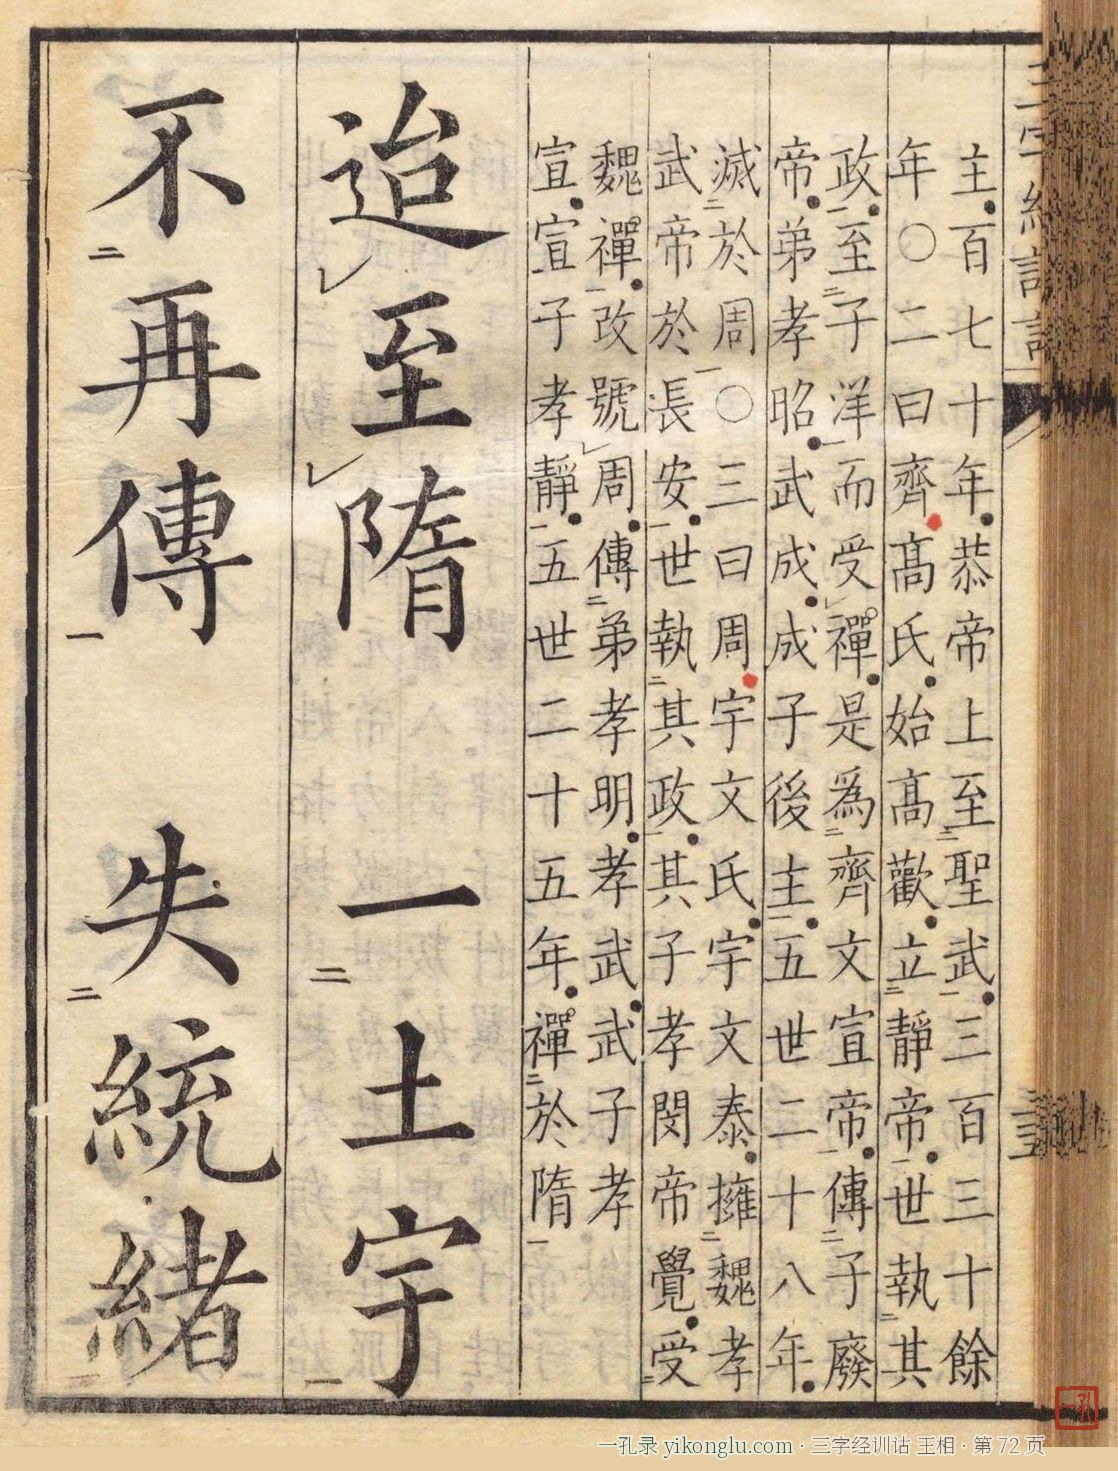 三字經訓詁
主百七十年恭帝上至聖武三百三十餘
年〇二曰齊髙氏始髙歡立靜帝世執其
政至子洋而受禪是爲齊文宣帝傳子廢
帝弟孝昭武成成子後主五世二十八年
滅於周〇三曰周宇文氏宇文泰擁魏孝
武帝於長安世執其政其子孝閔帝覺受
魏禪改號周傳弟孝明孝武武子孝
宣宣子孝靜五世二十五年禪於隋
迨至隋 一土宇
不再傳 失統緒
一孔录 yikonglu.com · 三字经训诂 王相 · 第 72 页